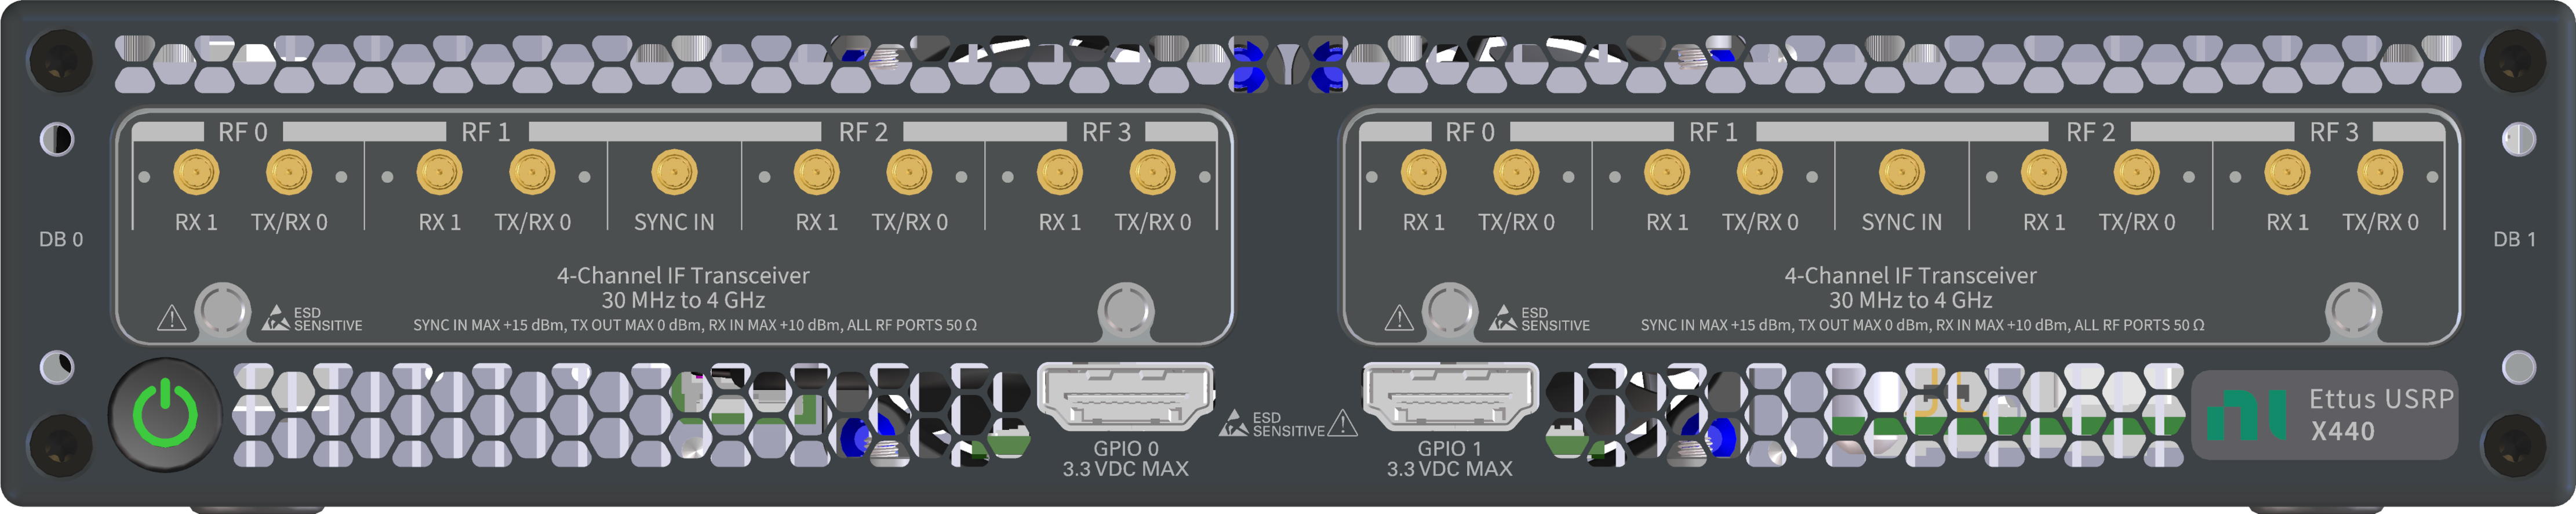 RF 0 RF 1 RF 2 RF 3
RX 1 TX/RX 0 RX 1 TX/RX 0 SYNC IN RX 1 TX/RX 0 RX 1 TX/RX 0
DB 0
4-Channel IF Transceiver
30 MHz to 4 GHz
ESD
SENSITIVE
SYNC IN MAX +15 dBm, TX OUT MAX 0 dBm, RX IN MAX +10 dBm, ALL RF PORTS 50 Ω
RF 0 RF 1 RF 2 RF 3
RX 1 TX/RX 0 RX 1 TX/RX 0 SYNC IN RX 1 TX/RX 0 RX 1 TX/RX 0
DB 1
4-Channel IF Transceiver
30 MHz to 4 GHz
ESD
SENSITIVE
SYNC IN MAX +15 dBm, TX OUT MAX 0 dBm, RX IN MAX +10 dBm, ALL RF PORTS 50 Ω
GPIO 0
3.3 VDC MAX
ESD
SENSITIVE
GPIO 1
3.3 VDC MAX
ni
Ettus USRP
X440